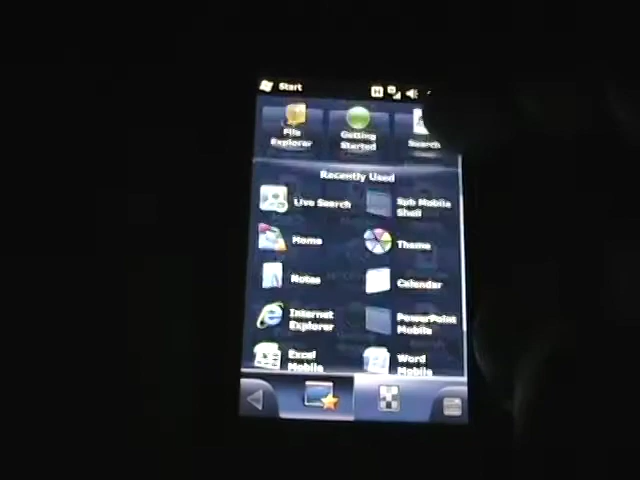 Start
File Explorer
Getting Started
Search
Recently Used
Live Search
Spb Mobile Shell
Home
Theme
Notes
Calendar
Internet Explorer
PowerPoint Mobile
Excel Mobile
Word Mobile